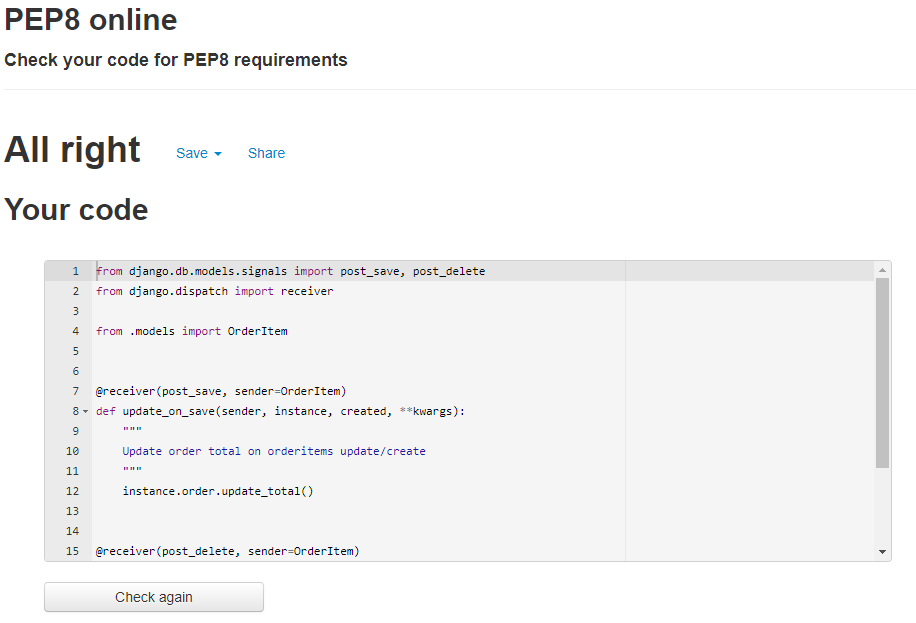 PEP8 online
Check your code for PEP8 requirements
All right Save Share
Your code
1 from django.db.models.signals import post_save, post_delete
2 from django.dispatch import receiver
3
4 from .models import OrderItem
5
6
7 @receiver(post_save, sender=OrderItem)
8 def update_on_save(sender, instance, created, **kwargs):
9     """
10     Update order total on orderitems update/create
11     """
12     instance.order.update_total()
13
14
15 @receiver(post_delete, sender=OrderItem)
Check again